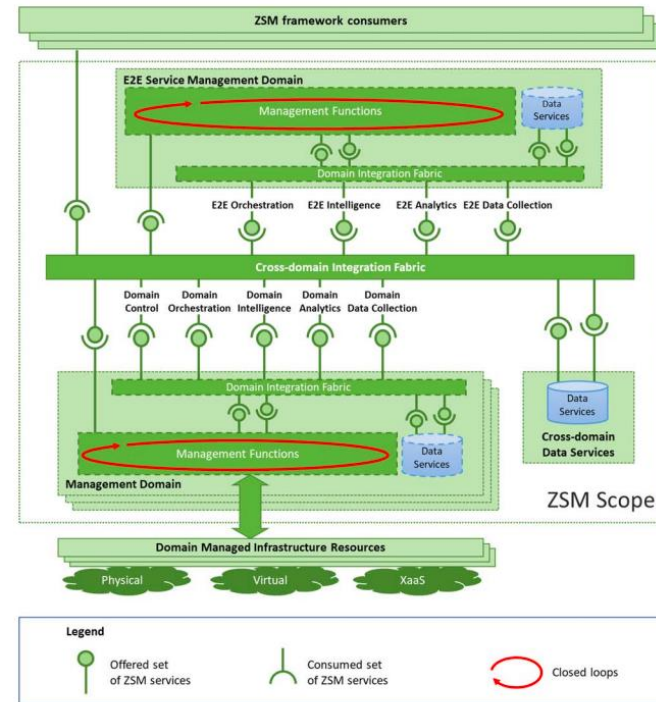 ZSM framework consumers
E2E Service Management Domain
Management Functions
Data
Services
Domain Integration Fabric
E2E Orchestration
E2E Intelligence
E2E Analytics
E2E Data Collection
Cross-domain Integration Fabric
Domain
Control
Domain
Orchestration
Domain
Intelligence
Domain
Analytics
Domain
Data Collection
Domain Integration Fabric
Management Functions
Data
Services
Management Domain
Data
Services
Cross-domain
Data Services
ZSM Scope
Domain Managed Infrastructure Resources
Physical
Virtual
XaaS
Legend
Offered set
of ZSM services
Consumed set
of ZSM services
Closed loops